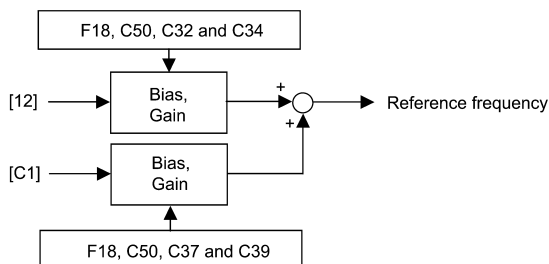 F18, C50, C32 and C34
[12]
Bias,
Gain
+
+
Reference frequency
[C1]
Bias,
Gain
F18, C50, C37 and C39